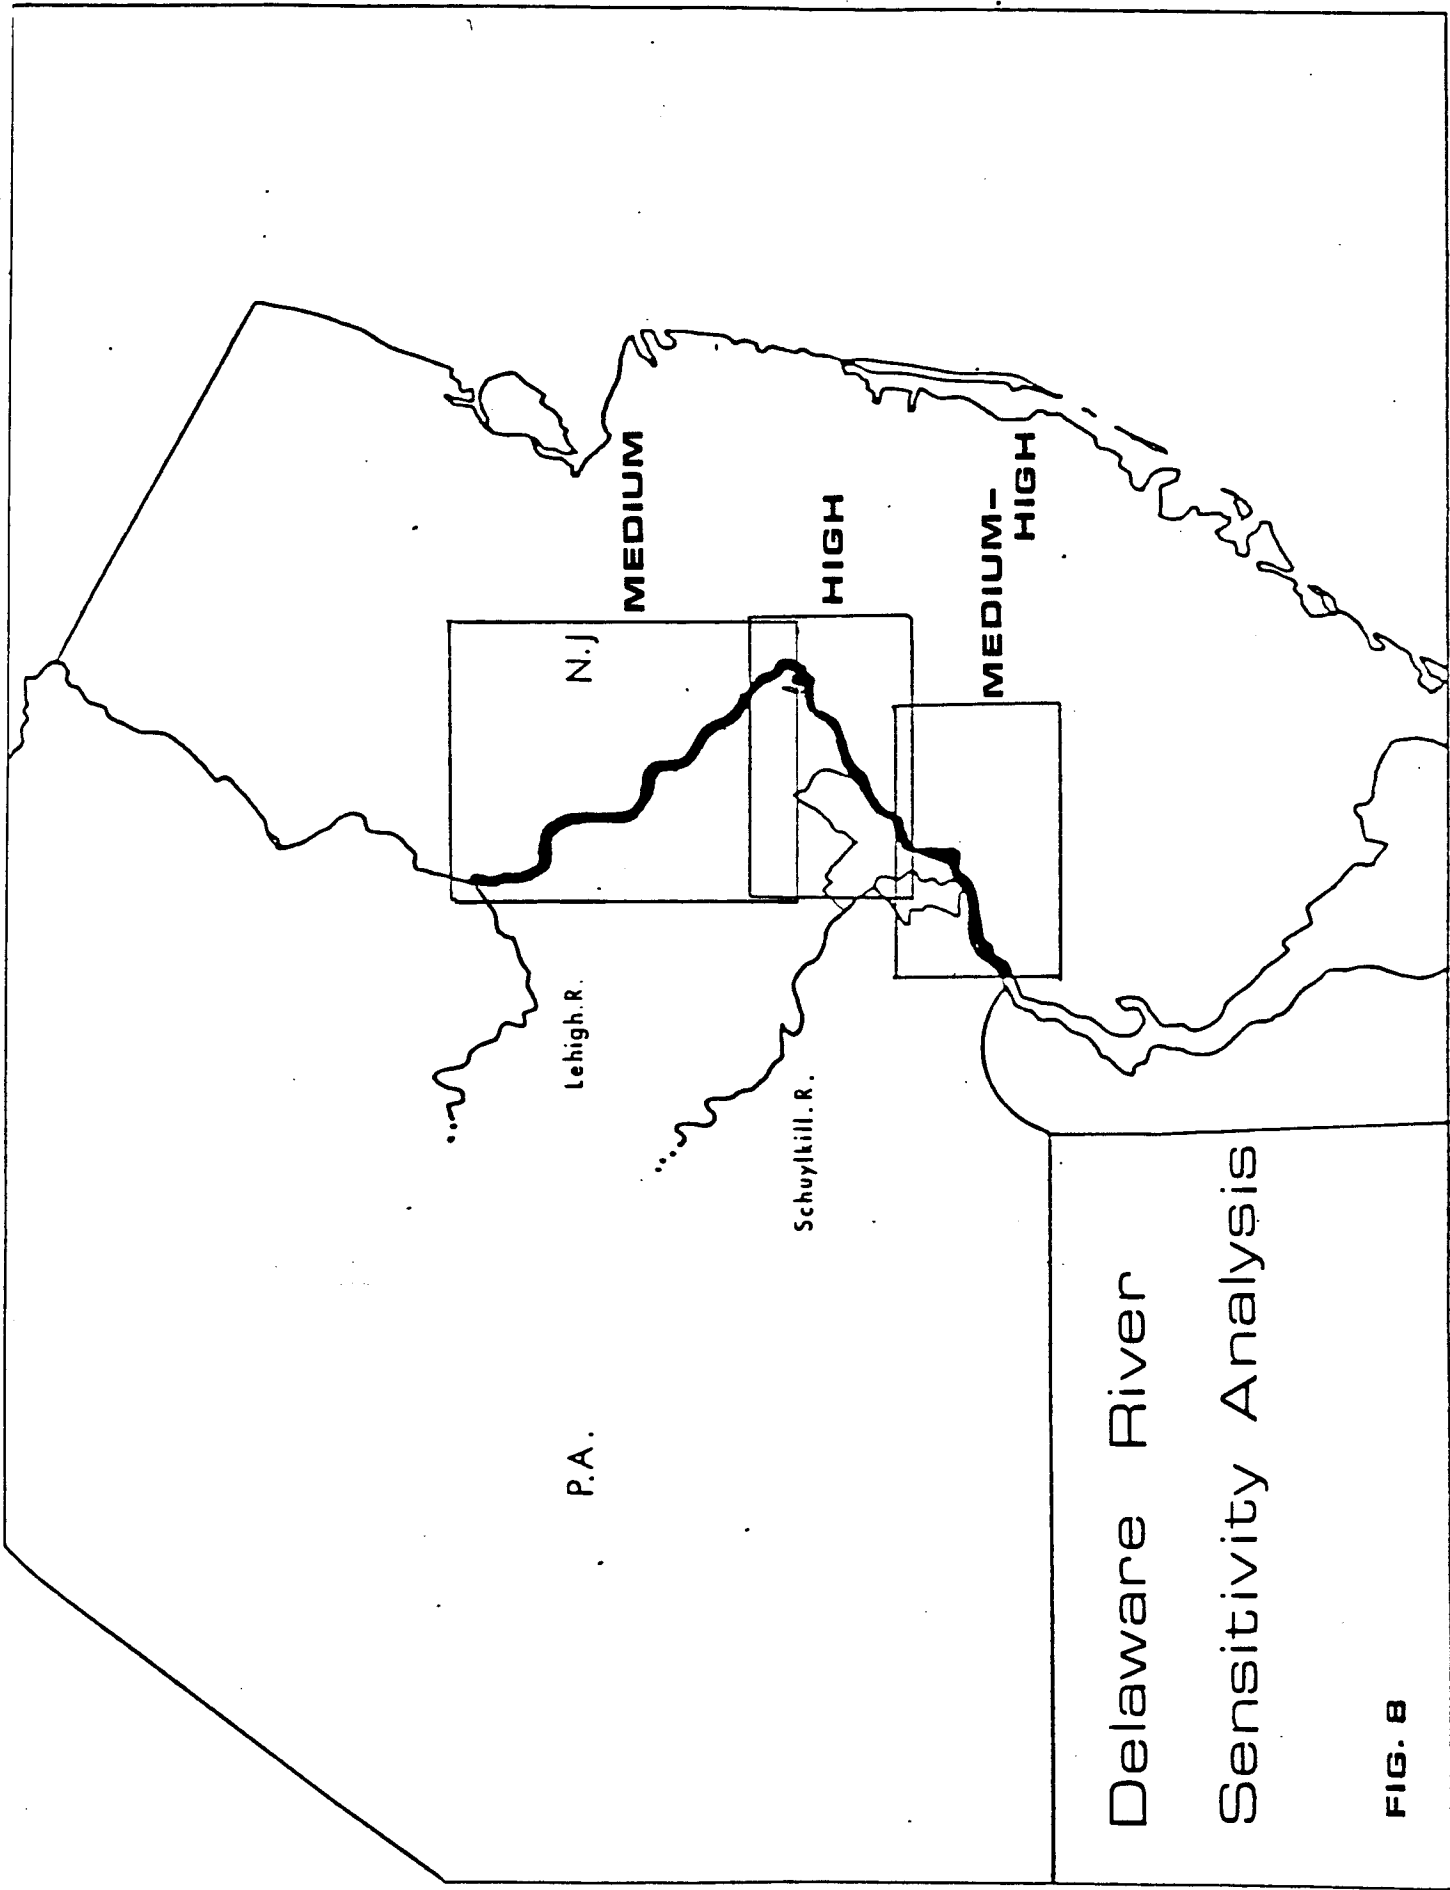 MEDIUM
HIGH
MEDIUM-
HIGH
N.J
Lehigh.R.
Schuylkill.R.
P.A.
Delaware River
Sensitivity Analysis
FIG. 8